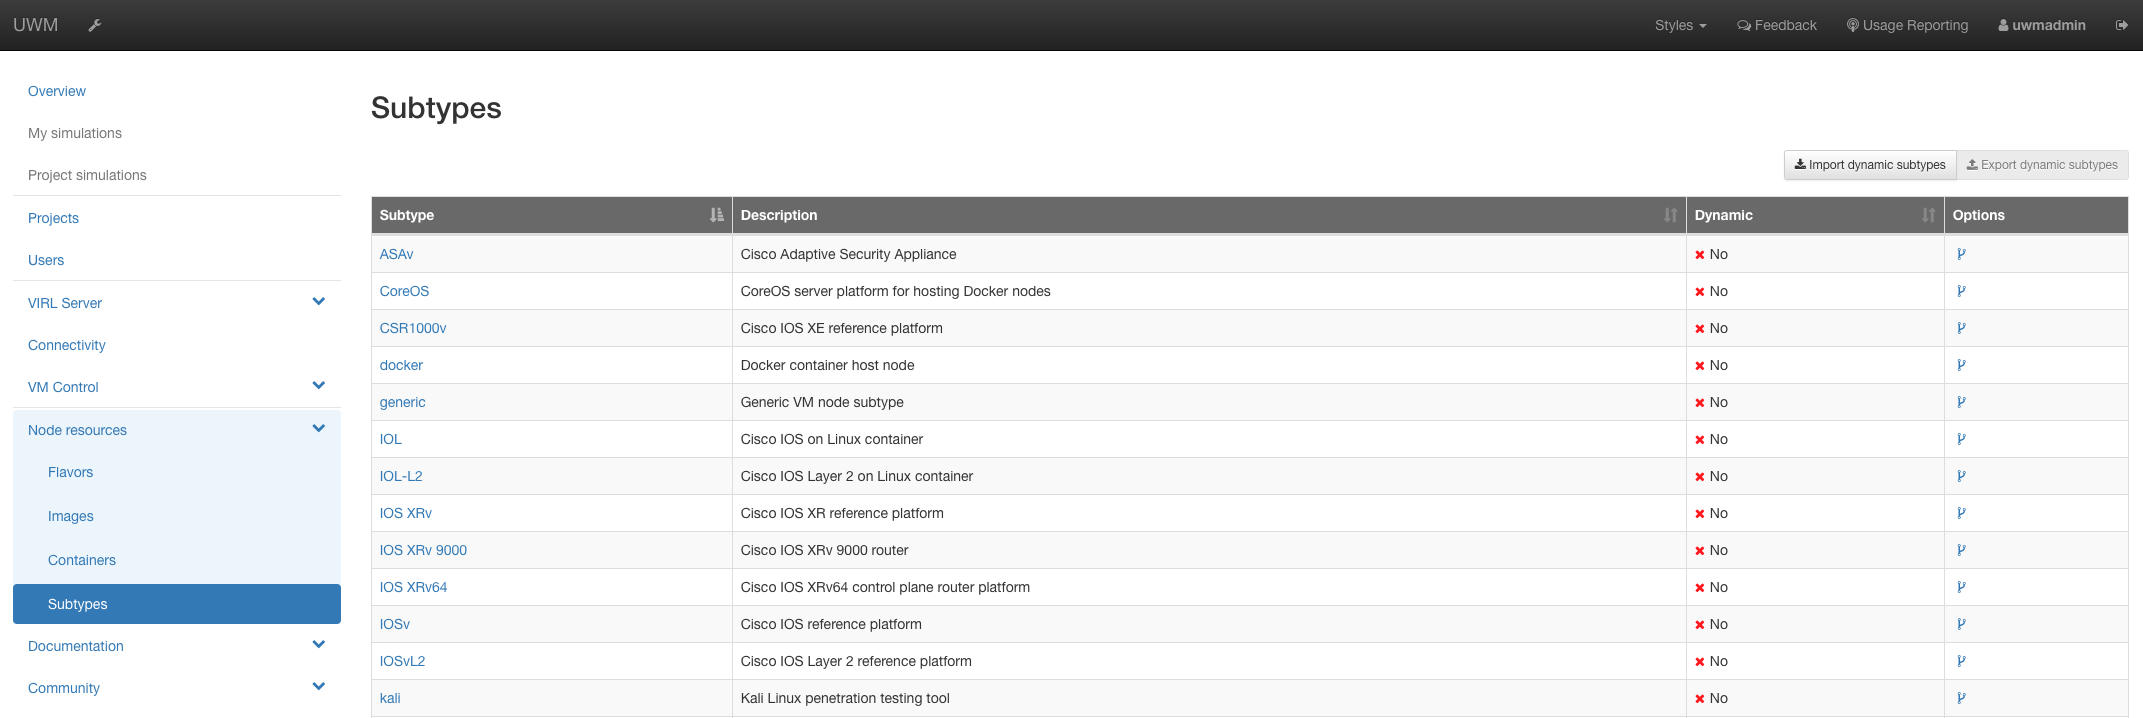 UWM Styles Feedback Usage Reporting uwmadmin
Overview
My simulations
Project simulations
Projects
Users
VIRL Server
Connectivity
VM Control
Node resources
Flavors
Images
Containers
Subtypes
Documentation
Community
Subtypes
Import dynamic subtypes Export dynamic subtypes
Subtype Description Dynamic Options
ASAv Cisco Adaptive Security Appliance No
CoreOS CoreOS server platform for hosting Docker nodes No
CSR1000v Cisco IOS XE reference platform No
docker Docker container host node No
generic Generic VM node subtype No
IOL Cisco IOS on Linux container No
IOL-L2 Cisco IOS Layer 2 on Linux container No
IOS XRv Cisco IOS XR reference platform No
IOS XRv 9000 Cisco IOS XRv 9000 router No
IOS XRv64 Cisco IOS XRv64 control plane router platform No
IOSv Cisco IOS reference platform No
IOSvL2 Cisco IOS Layer 2 reference platform No
kali Kali Linux penetration testing tool No